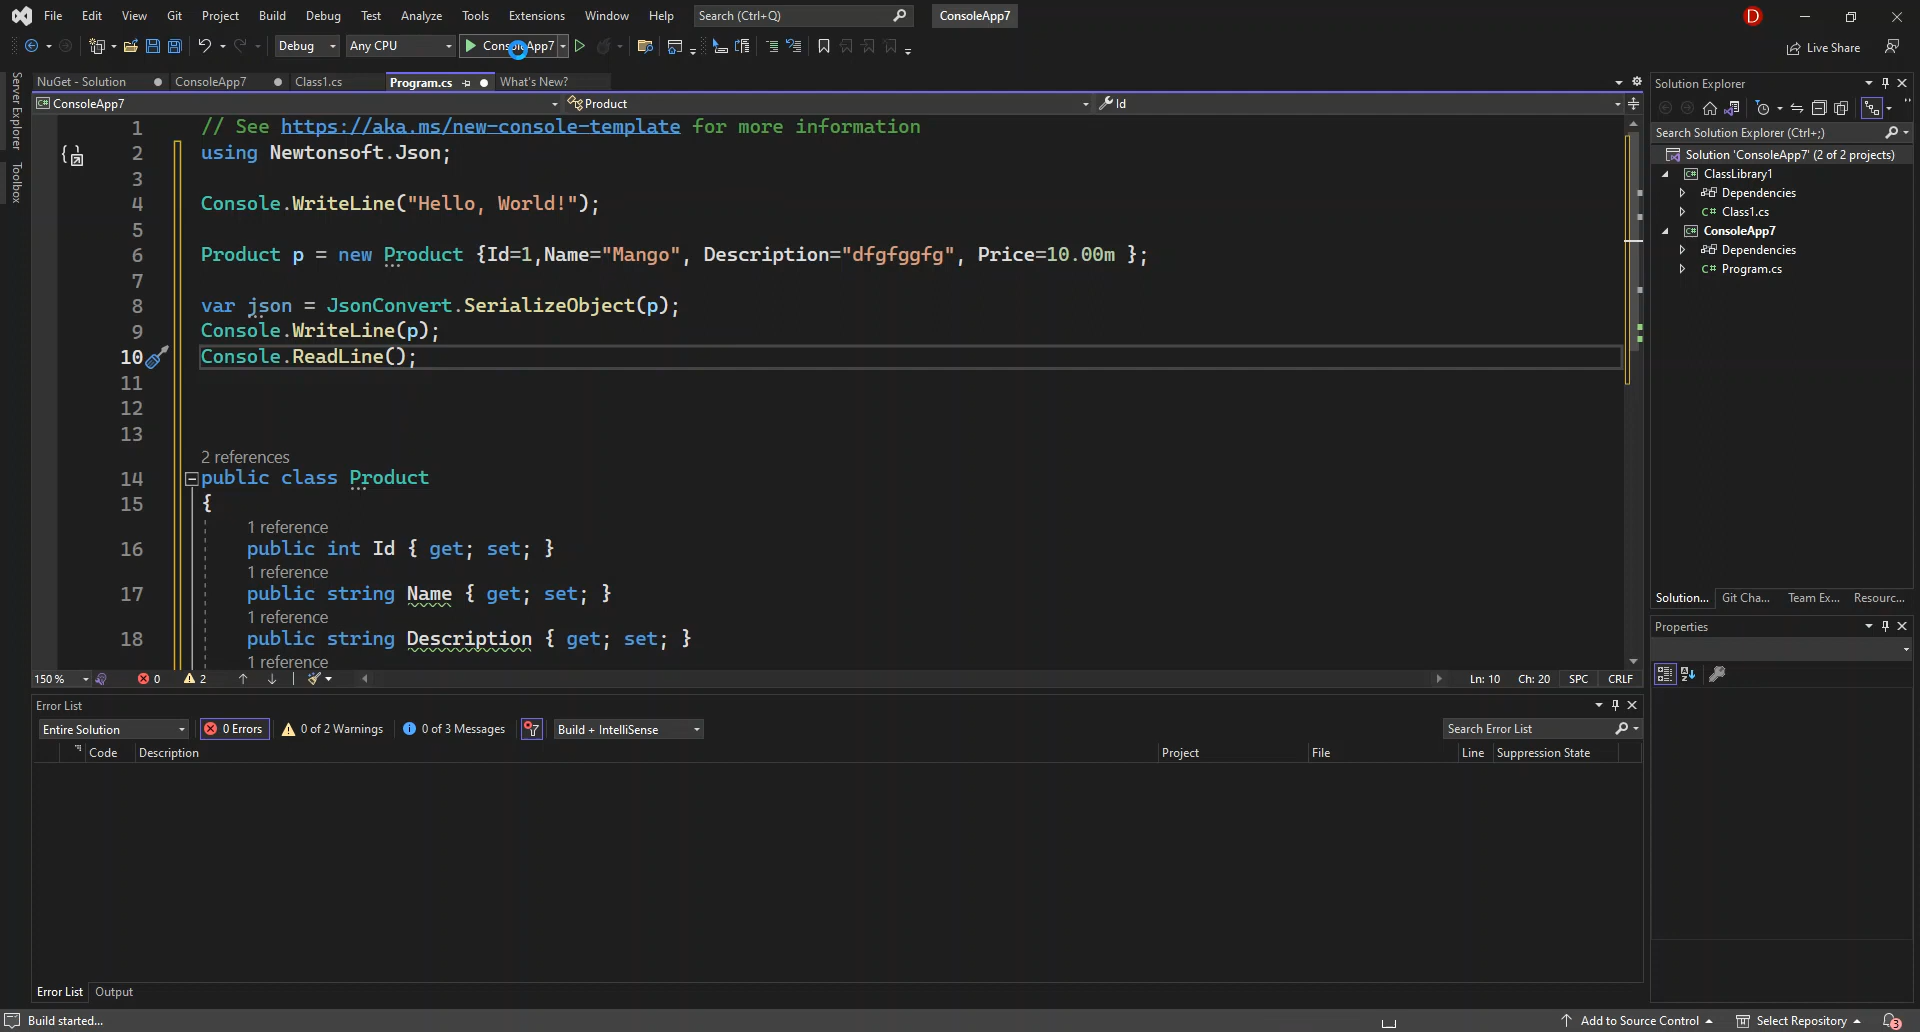 File Edit View Git Project Build Debug Test Analyze Tools Extensions Window Help Search (Ctrl+Q) ConsoleApp7 D
Debug Any CPU ConsoleApp7 Live Share
NuGet - Solution ConsoleApp7 Class1.cs Program.cs What's New?
ConsoleApp7 Product Id
Server Explorer
Toolbox
1 // See https://aka.ms/new-console-template for more information
2 using Newtonsoft.Json;
3
4 Console.WriteLine("Hello, World!");
5
6 Product p = new Product {Id=1,Name="Mango", Description="dfgfggfg", Price=10.00m };
7
8 var json = JsonConvert.SerializeObject(p);
9 Console.WriteLine(p);
10 Console.ReadLine();
11
12
13
2 references
14 public class Product
15 {
1 reference
16 public int Id { get; set; }
1 reference
17 public string Name { get; set; }
1 reference
18 public string Description { get; set; }
1 reference
150 % 0 2 Ln: 10 Ch: 20 SPC CRLF
Error List
Entire Solution 0 Errors 0 of 2 Warnings 0 of 3 Messages Build + IntelliSense Search Error List
Code Description Project File Line Suppression State
Error List Output
Solution Explorer
Search Solution Explorer (Ctrl+;)
Solution 'ConsoleApp7' (2 of 2 projects)
C# ClassLibrary1
Dependencies
C# Class1.cs
C# ConsoleApp7
Dependencies
C# Program.cs
Solution... Git Cha... Team Ex... Resourc...
Properties
Build started... Add to Source Control Select Repository 3